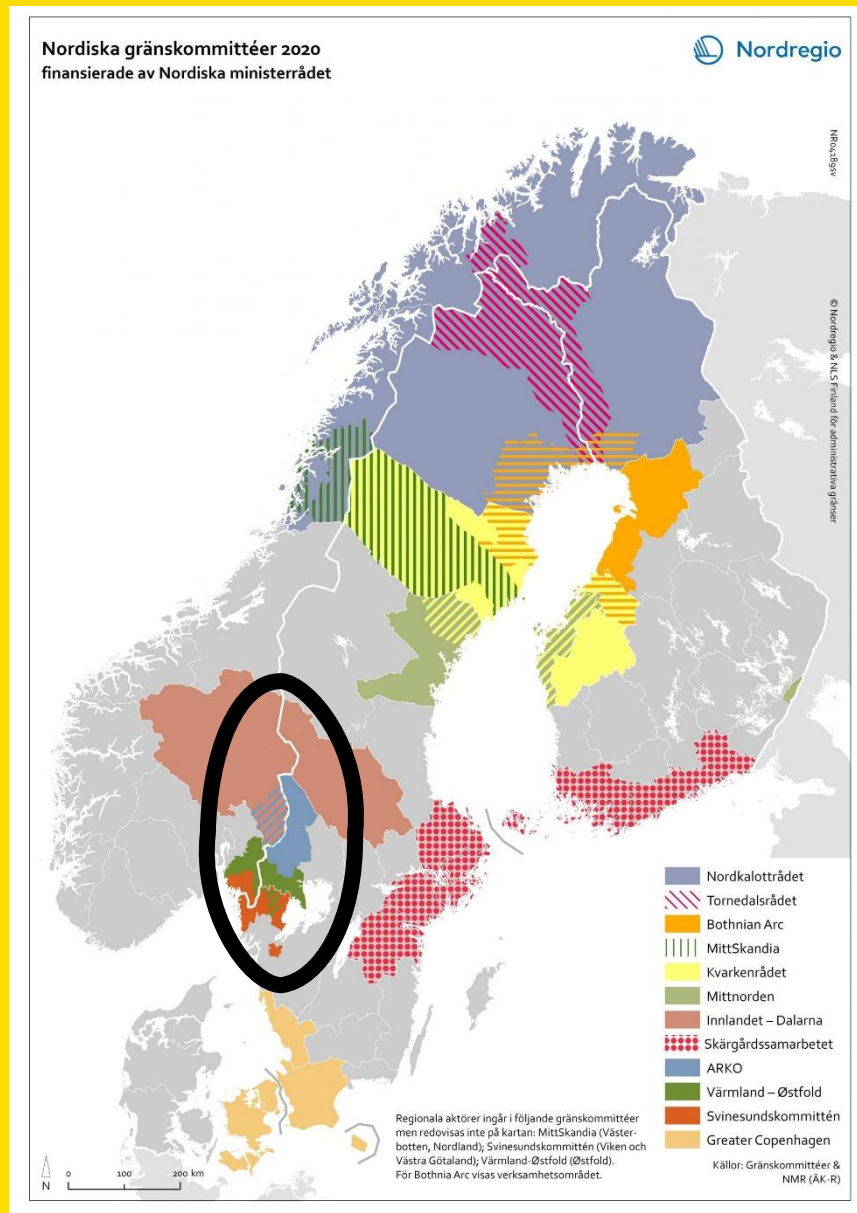 Nordiska gränskommittéer 2020
finansierade av Nordiska ministerrådet
Nordregio
NR04189sv
© Nordregio & NLS Finland för administrativa gränser
Nordkalottrådet
Tornedalsrådet
Bothnian Arc
MittSkandia
Kvarkenrådet
Mittnorden
Innlandet – Dalarna
Skärgårdssamarbetet
ARKO
Värmland – Østfold
Svinesundskommittén
Greater Copenhagen
Regionala aktörer ingår i följande gränskommittéer
men redovisas inte på kartan: MittSkandia (Väster-
botten, Nordland); Svinesundskommittén (Viken och
Västra Götaland); Värmland-Østfold (Østfold).
För Bothnia Arc visas verksamhetsområdet.
Källor: Gränskommittéer &
NMR (ÄK-R)
N
0 100 200 km